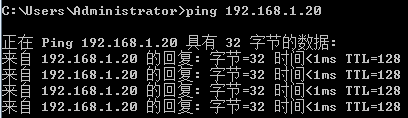 C:\Users\Administrator>ping 192.168.1.20
正在 Ping 192.168.1.20 具有 32 字节的数据:
来自 192.168.1.20 的回复: 字节=32 时间<1ms TTL=128
来自 192.168.1.20 的回复: 字节=32 时间<1ms TTL=128
来自 192.168.1.20 的回复: 字节=32 时间<1ms TTL=128
来自 192.168.1.20 的回复: 字节=32 时间<1ms TTL=128